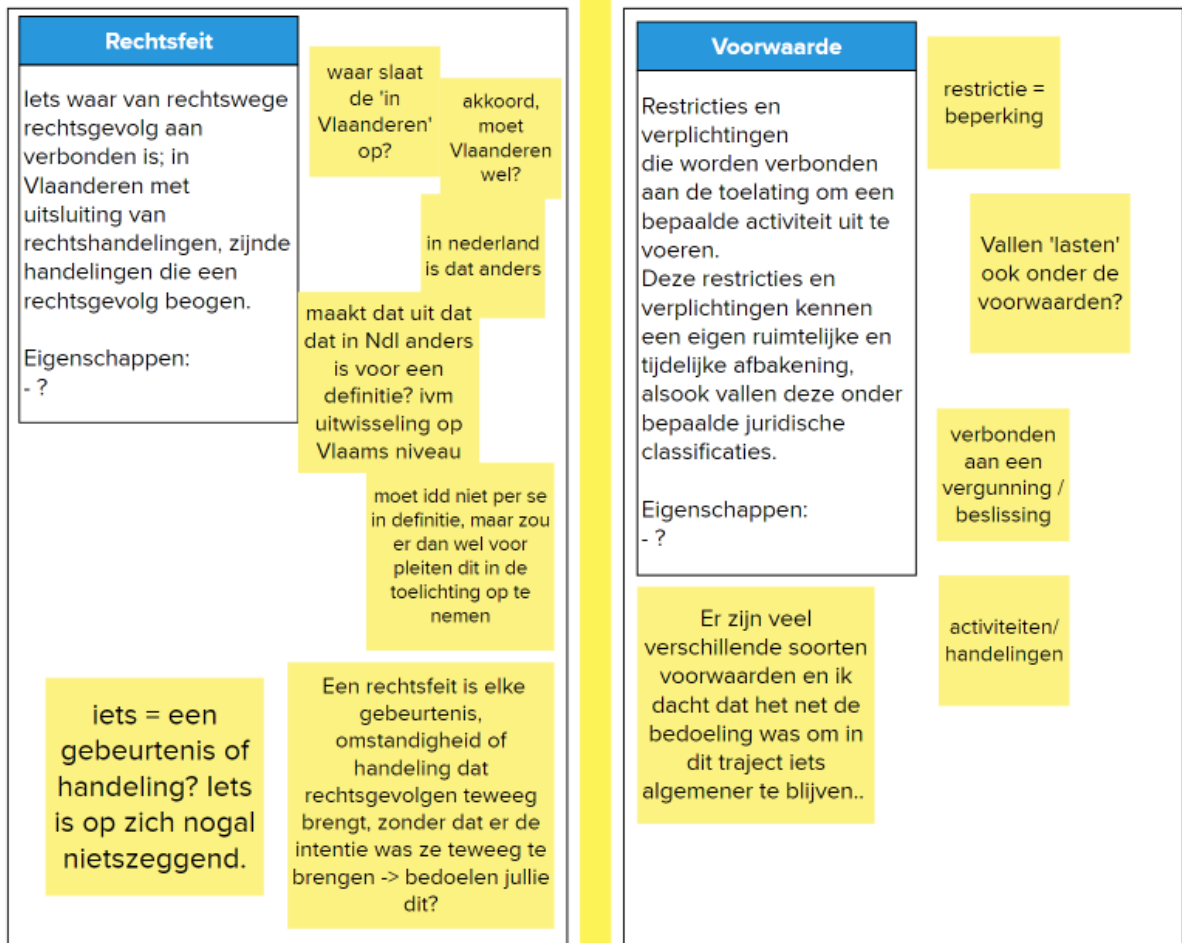 Rechtsfeit
Iets waar van rechtswege
rechtsgevolg aan
verbonden is; in
Vlaanderen met
uitsluiting van
rechtshandelingen, zijnde
handelingen die een
rechtsgevolg beogen.
Eigenschappen:
- ?
waar slaat
de 'in
Vlaanderen'
op?
akkoord,
moet
Vlaanderen
wel?
in nederland
is dat anders
maakt dat uit dat
dat in Ndl anders
is voor een
definitie? ivm
uitwisseling op
Vlaams niveau
moet idd niet per se
in definitie, maar zou
er dan wel voor
pleiten dit in de
toelichting op te
nemen
iets = een
gebeurtenis of
handeling? Iets
is op zich nogal
nietszeggend.
Een rechtsfeit is elke
gebeurtenis,
omstandigheid of
handeling dat
rechtsgevolgen teweeg
brengt, zonder dat er de
intentie was ze teweeg te
brengen -> bedoelen jullie
dit?
Voorwaarde
Restricties en
verplichtingen
die worden verbonden
aan de toelating om een
bepaalde activiteit uit te
voeren.
Deze restricties en
verplichtingen kennen
een eigen ruimtelijke en
tijdelijke afbakening,
alsook vallen deze onder
bepaalde juridische
classificaties.
Eigenschappen:
- ?
restrictie =
beperking
Vallen 'lasten'
ook onder de
voorwaarden?
verbonden
aan een
vergunning /
beslissing
activiteiten/
handelingen
Er zijn veel
verschillende soorten
voorwaarden en ik
dacht dat het net de
bedoeling was om in
dit traject iets
algemener te blijven..